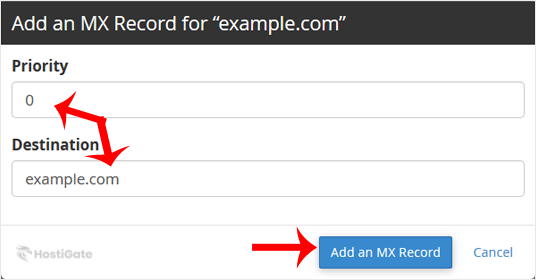 Add an MX Record for “example.com”
Priority
0
Destination
example.com
HostiGate
Add an MX Record
Cancel